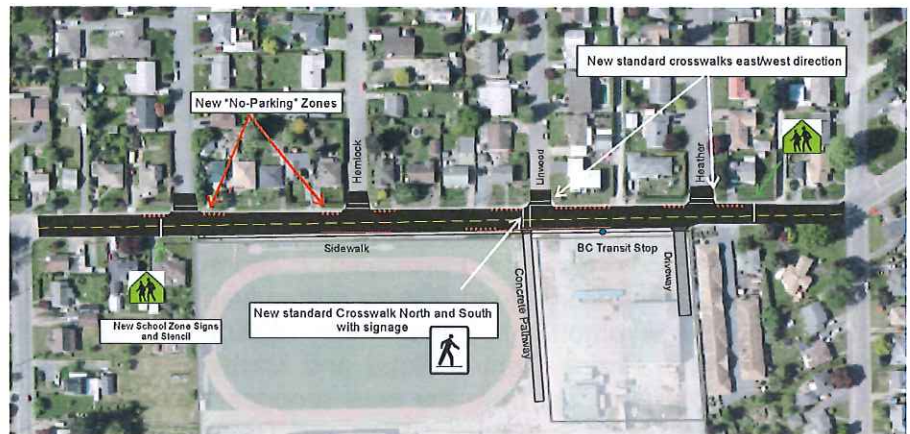 New standard crosswalks east/west direction
New "No-Parking" Zones
Hemlock
Linwood
Heather
Sidewalk
BC Transit Stop
Driveway
Concrete Pathway
New standard Crosswalk North and South
with signage
New School Zone Signs
and Stencil